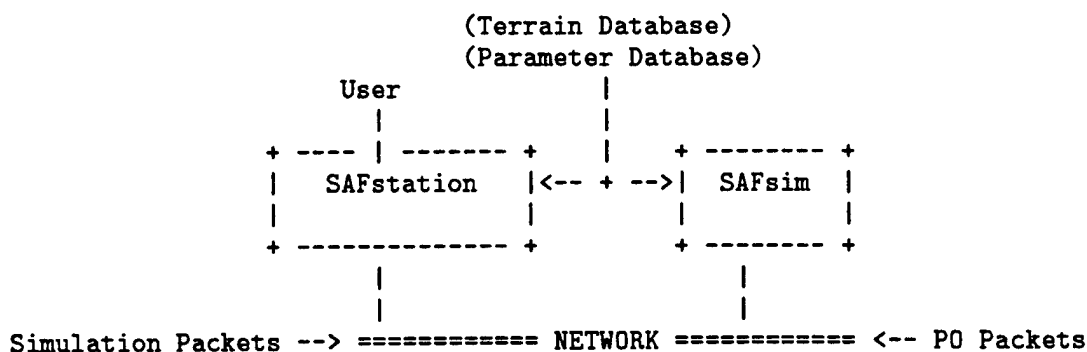 (Terrain Database)
(Parameter Database)
User
SAFstation
SAFsim
Simulation Packets --> ============ NETWORK ============ <-- PO Packets